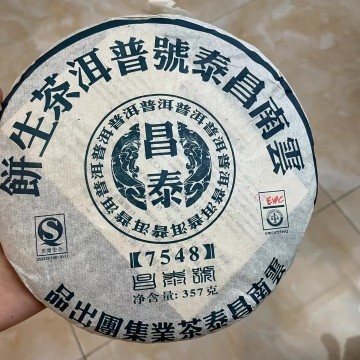 雲南昌泰號普洱茶生餅
昌泰
【7548】
昌泰號
净含量: 357克
雲南昌泰茶業集團出品
EWC